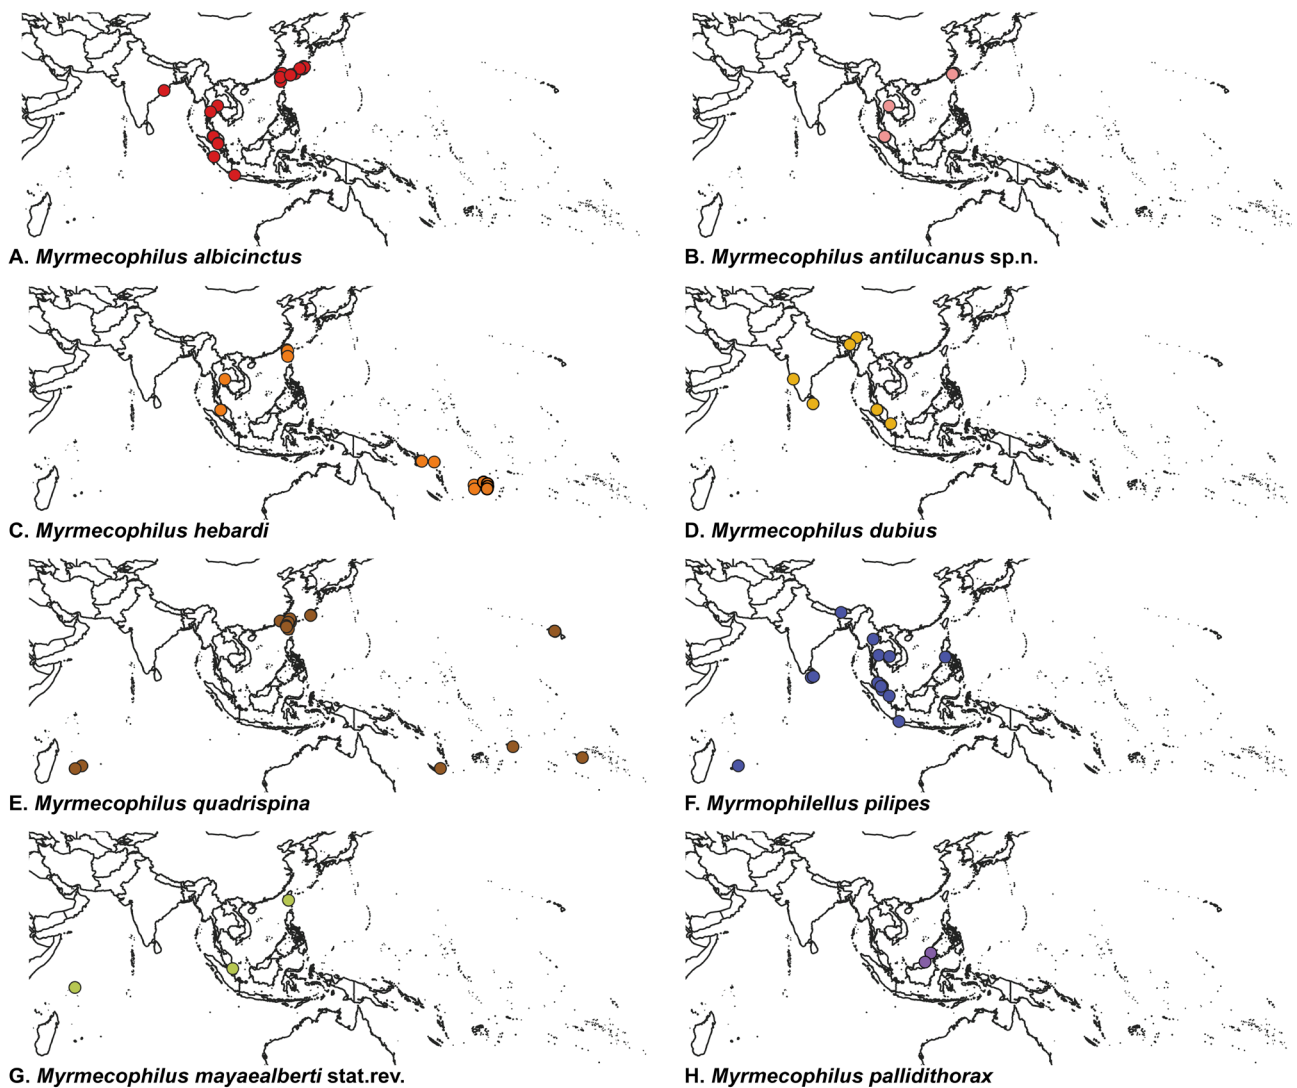 A. Myrmecophilus albicinctus
B. Myrmecophilus antilucanus sp.n.
C. Myrmecophilus hebardi
D. Myrmecophilus dubius
E. Myrmecophilus quadrispina
F. Myrmophilellus pilipes
G. Myrmecophilus mayaealberti stat.rev.
H. Myrmecophilus pallidithorax